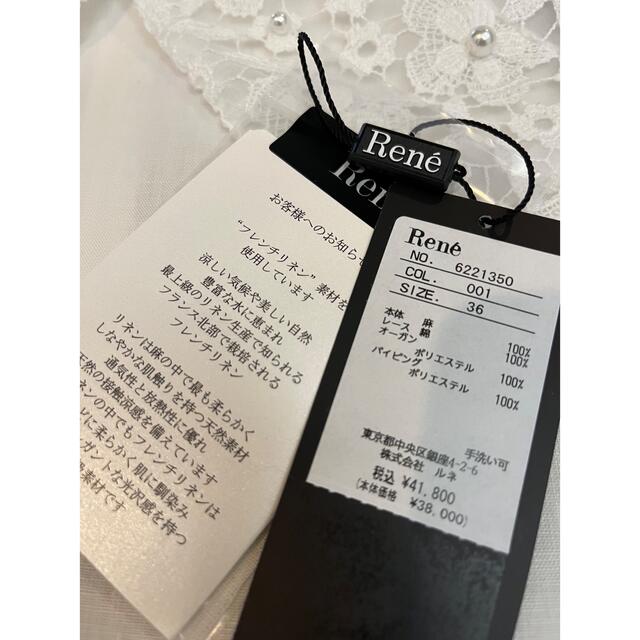 René
René
お客様へのお知らせ
"フレンチリネン" 素材を
使用しています
涼しい気候や美しい自然
豊富な水に恵まれ
最上級のリネン生産で知られる
フランス北部で根疼される
フレンチリネン
リネンは麻の中で最も柔らかく
しなやかな肌触りを持つ天然素材
通気性と放熱性に優れ
天然の接触涼感を備えています
ネンの中でもフレンチリネンは
に柔らかく肌に馴染み
ガントな光沢感を持つ
素材です
René
NO. 6221350
COL. 001
SIZE. 36
本体 麻 100%
レース 綿 100%
オーガン
ポリエステル 100%
パイピング
ポリエステル 100%
手洗い可
東京都中央区銀座4-2-6
株式会社 ルネ
税込 ¥41,800
(本体価格 ¥38,000)